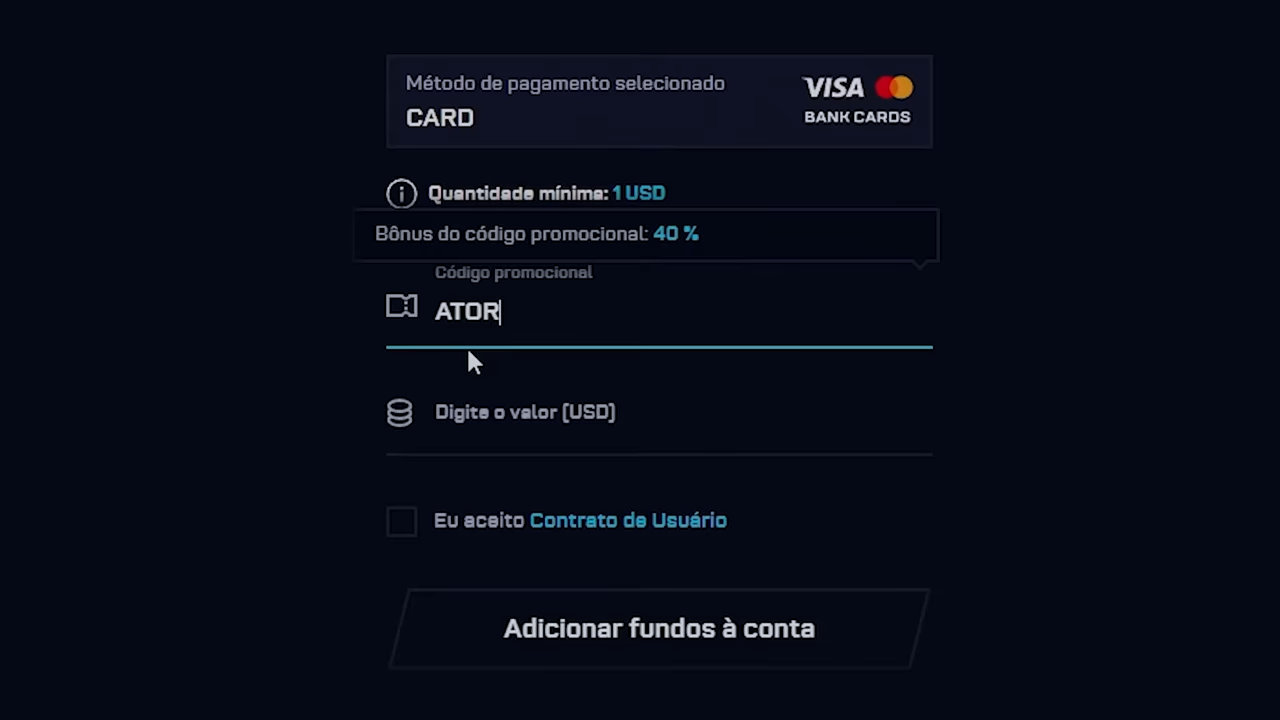 Método de pagamento selecionado
CARD
VISA
BANK CARDS
Quantidade mínima: 1 USD
Bônus do código promocional: 40 %
Código promocional
ATOR
Digite o valor (USD)
Eu aceito Contrato de Usuário
Adicionar fundos à conta